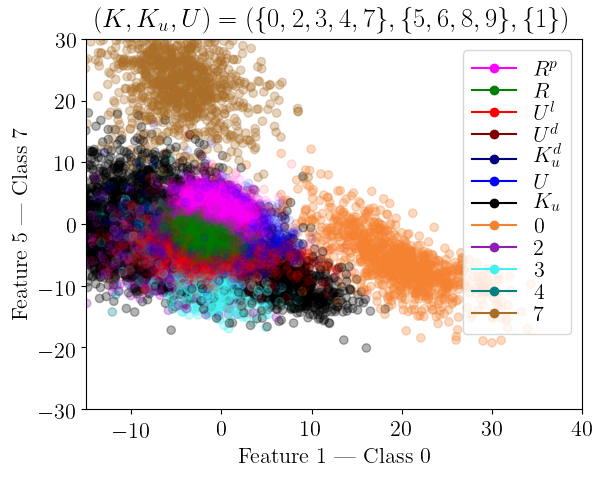 (K, K_u, U) = ({0, 2, 3, 4, 7}, {5, 6, 8, 9}, {1})
30
20
10
0
−10
−20
−30
Feature 5 — Class 7
−10
0
10
20
30
40
Feature 1 — Class 0
R^p
R
U^l
U^d
K_u^d
U
K_u
0
2
3
4
7